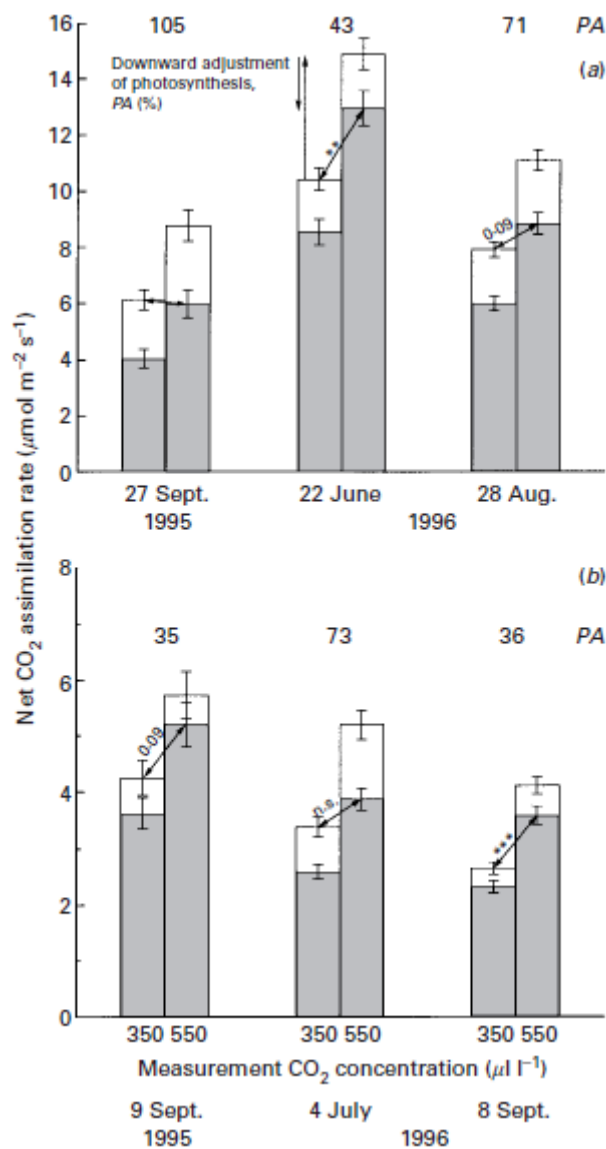 105 43 71 PA
(a)
Downward adjustment
of photosynthesis,
PA (%)
**
0·09
16
14
12
10
8
6
4
2
0
27 Sept. 22 June 28 Aug.
1995 1996
Net CO₂ assimilation rate (μmol m⁻² s⁻¹)
(b)
35 73 36 PA
0·09
n.s.
***
8
6
4
2
0
350 550 350 550 350 550
Measurement CO₂ concentration (μl l⁻¹)
9 Sept. 4 July 8 Sept.
1995 1996